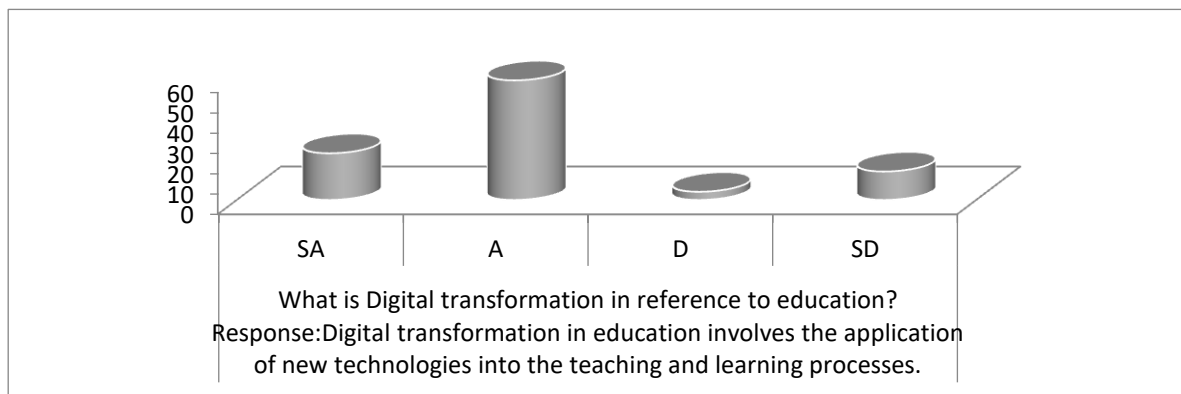 60
50
40
30
20
10
0
SA A D SD
What is Digital transformation in reference to education?
Response:Digital transformation in education involves the application
of new technologies into the teaching and learning processes.